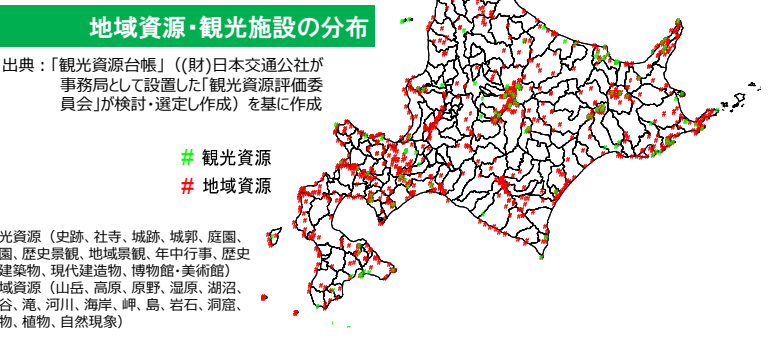 地域資源・観光施設の分布
出典：「観光資源台帳」（(財)日本交通公社が
事務局として設置した「観光資源評価委
員会」が検討・選定し作成）を基に作成
# 観光資源
# 地域資源
光資源（史跡、社寺、城跡、城郭、庭園、
園、歴史景観、地域景観、年中行事、歴史
建築物、現代建造物、博物館・美術館）
域資源（山岳、高原、原野、湿原、湖沼、
谷、滝、河川、海岸、岬、島、岩石、洞窟、
物、植物、自然現象）